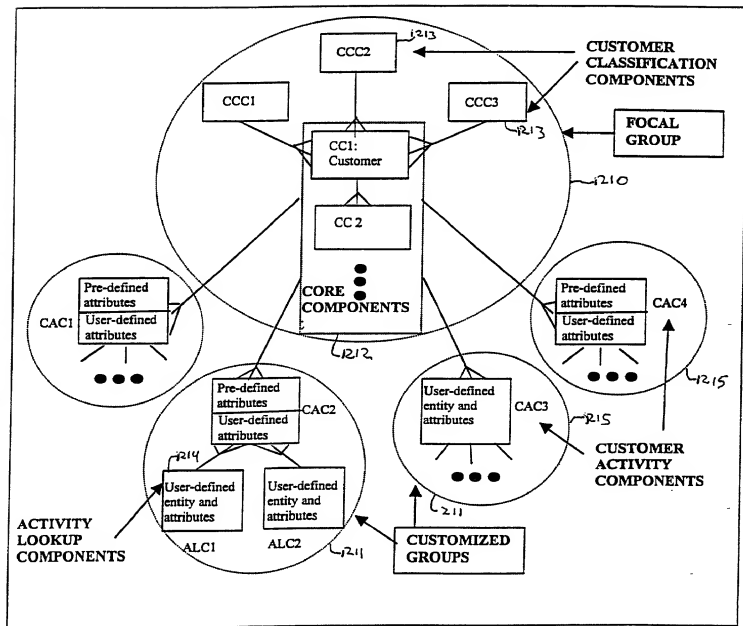 1213
CCC2
CUSTOMER
CLASSIFICATION
COMPONENTS
CCC1
CCC3
1213
FOCAL
GROUP
CC1:
Customer
1210
CC 2
Pre-defined
attributes
User-defined
attributes
CAC1
CORE
COMPONENTS
1212
Pre-defined
attributes
User-defined
attributes
CAC4
1215
Pre-defined
attributes
User-defined
attributes
CAC2
User-defined
entity and
attributes
CAC3
1215
CUSTOMER
ACTIVITY
COMPONENTS
1214
User-defined
entity and
attributes
User-defined
entity and
attributes
1211
ACTIVITY
LOOKUP
COMPONENTS
ALC1
ALC2
1211
CUSTOMIZED
GROUPS